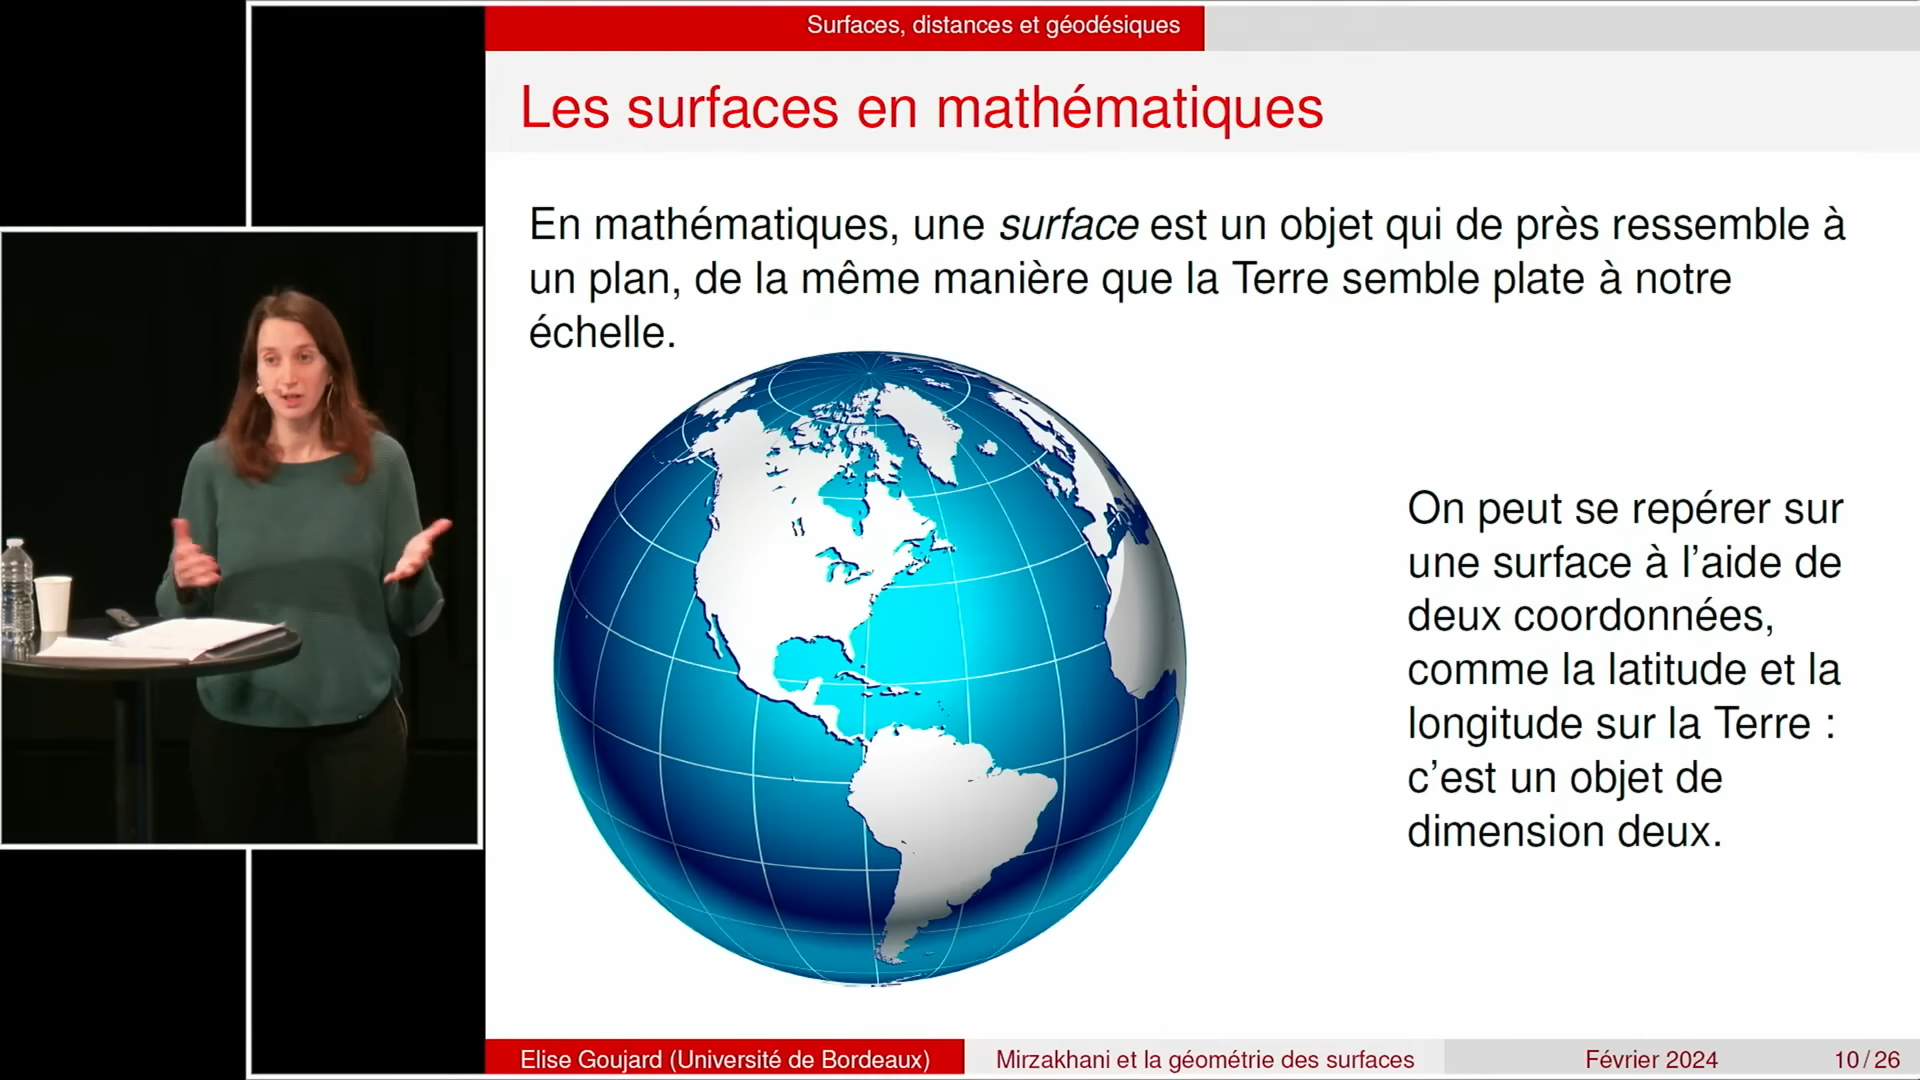 Surfaces, distances et géodésiques
Les surfaces en mathématiques
En mathématiques, une surface est un objet qui de près ressemble à
un plan, de la même manière que la Terre semble plate à notre
échelle.
On peut se repérer sur
une surface à l'aide de
deux coordonnées,
comme la latitude et la
longitude sur la Terre :
c'est un objet de
dimension deux.
Elise Goujard (Université de Bordeaux)
Mirzakhani et la géométrie des surfaces
Février 2024
10 / 26